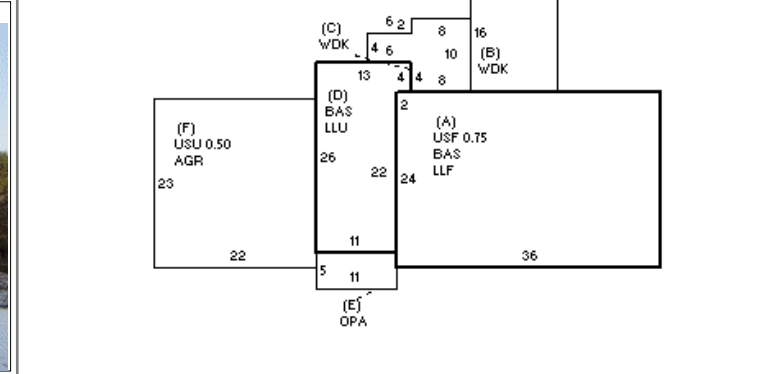 6 2
(C)
WDK
8
16
4 6
10
(B)
WDK
13
4 4 8
(D)
BAS
LLU
2
(A)
USF 0.75
BAS
LLF
(F)
USU 0.50
AGR
26
22
24
23
11
22
36
5
11
(E)
OPA